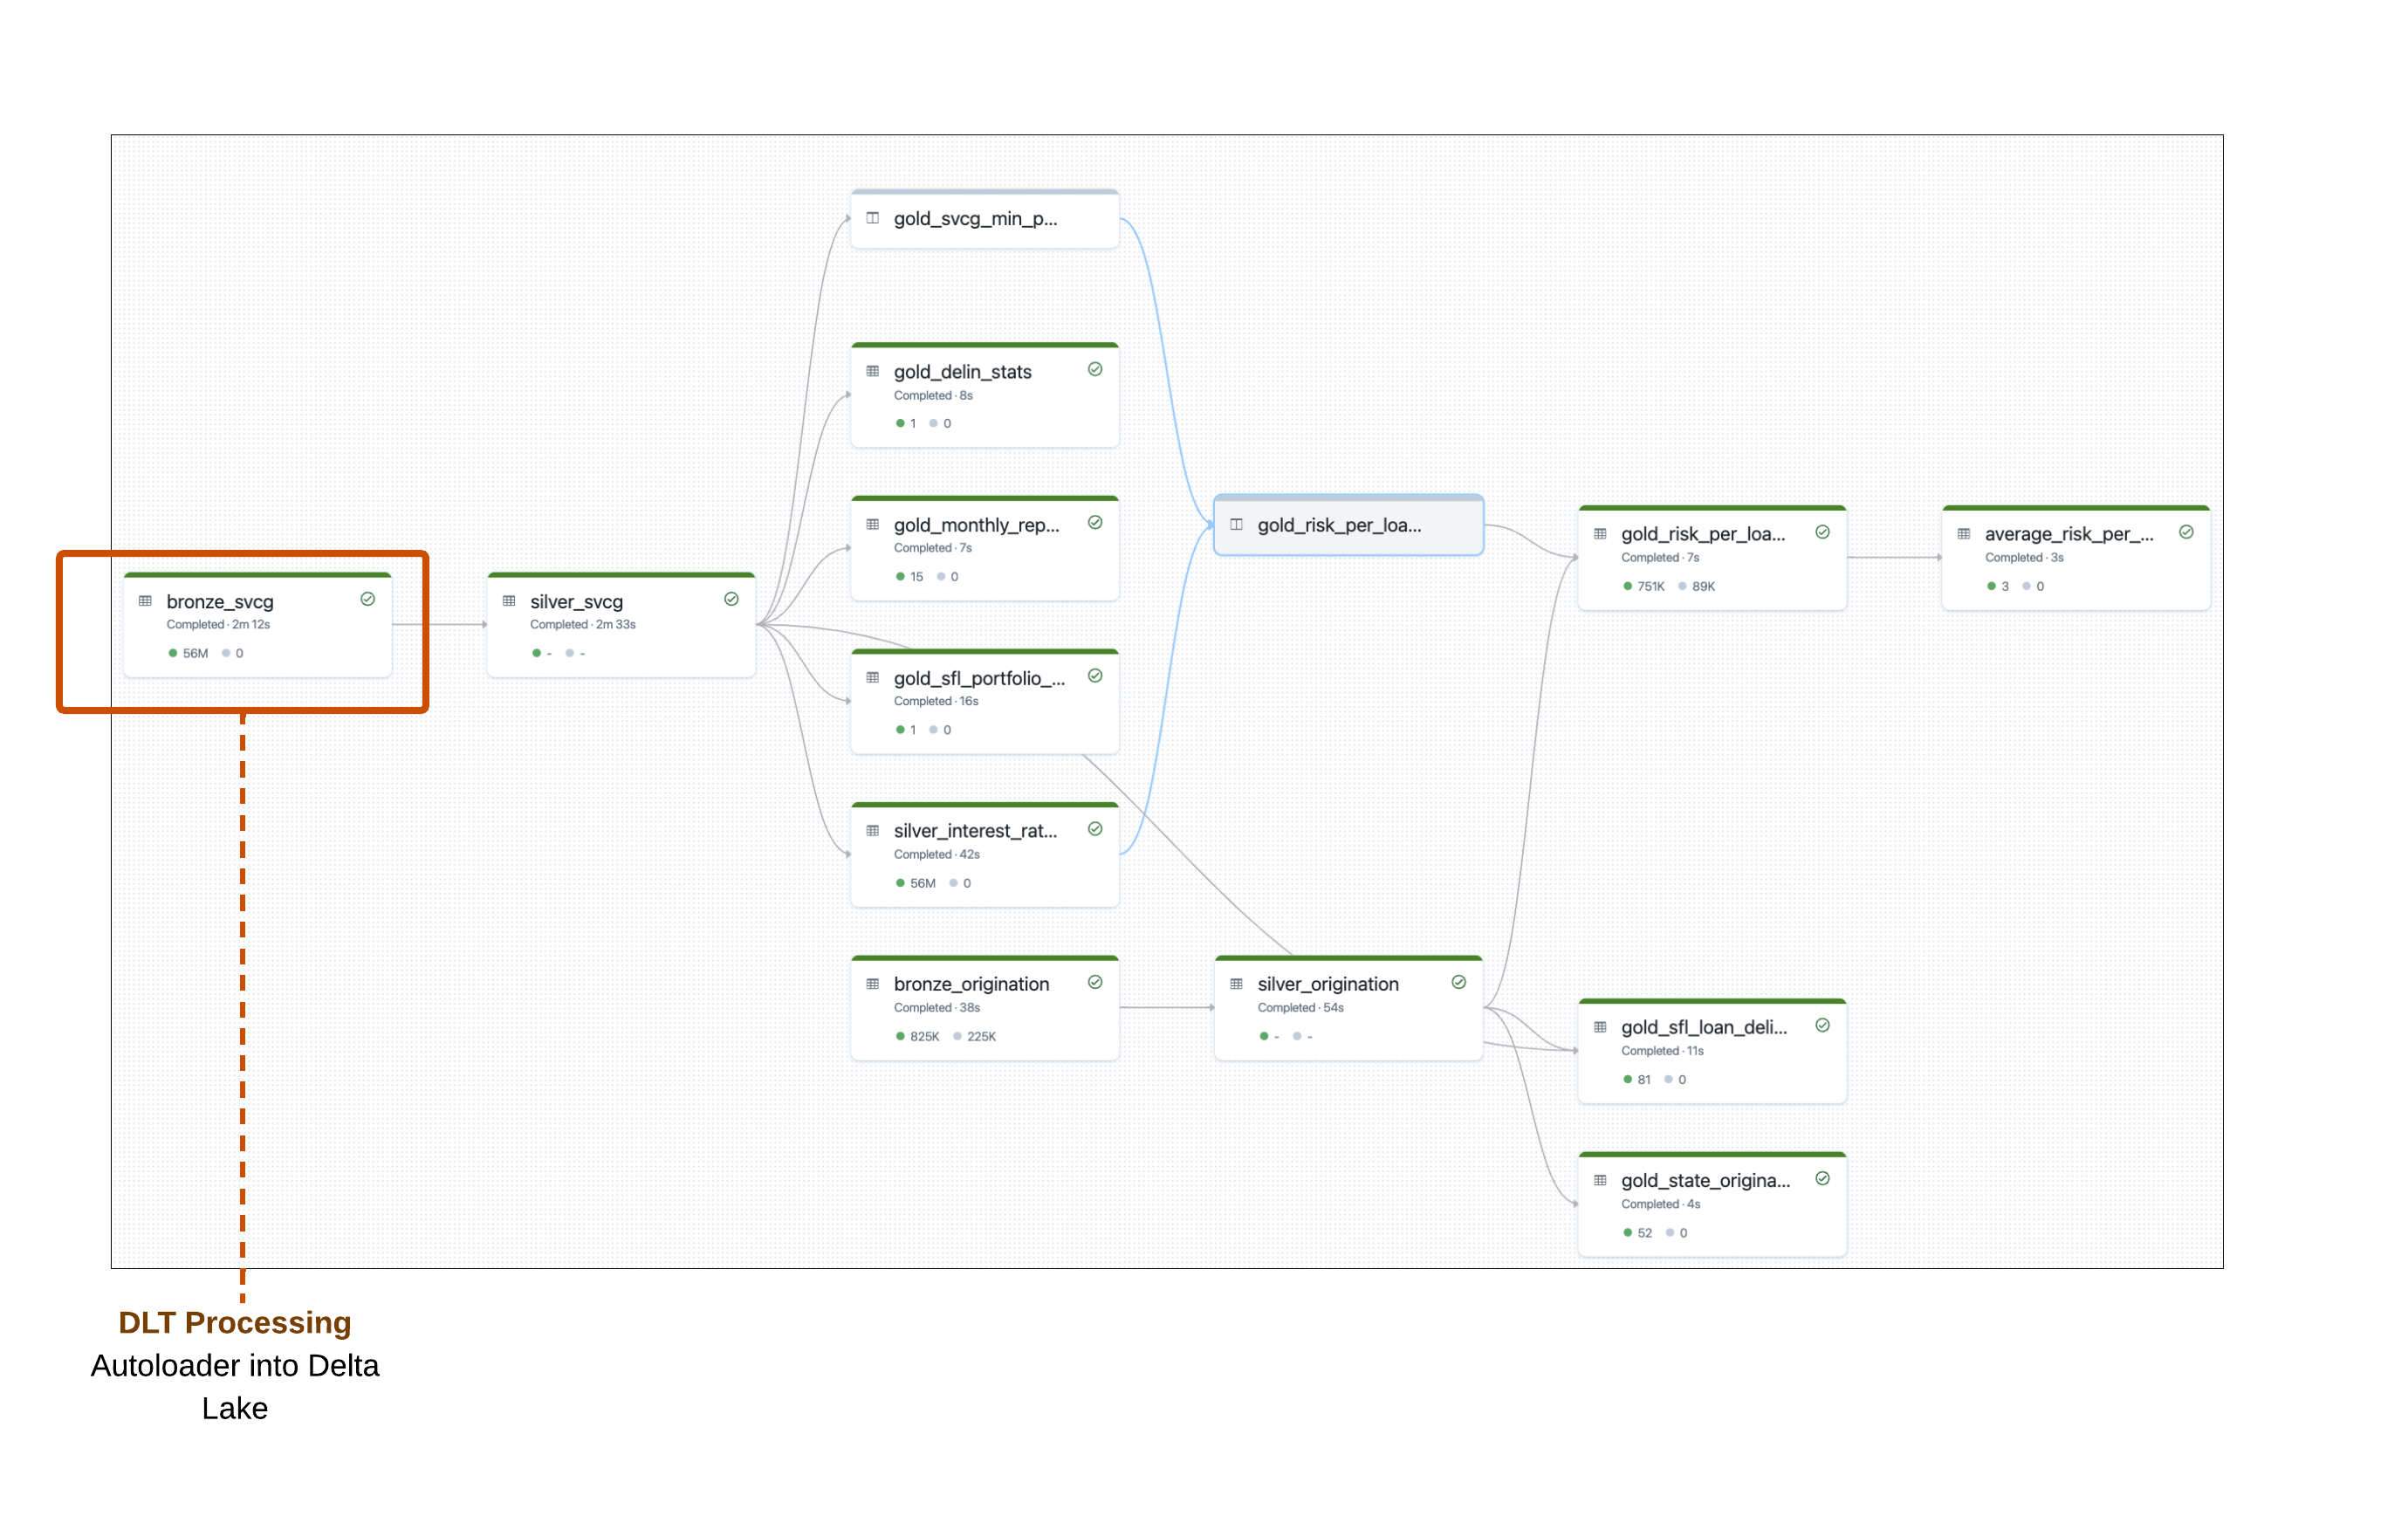 gold_svcg_min_p...
gold_delin_stats
Completed · 8s
1 0
gold_monthly_rep...
Completed · 7s
15 0
gold_risk_per_loa...
gold_risk_per_loa...
Completed · 7s
751K 89K
average_risk_per_...
Completed · 3s
3 0
bronze_svcg
Completed · 2m 12s
56M 0
silver_svcg
Completed · 2m 33s
- -
gold_sfl_portfolio_...
Completed · 16s
1 0
silver_interest_rat...
Completed · 42s
56M 0
bronze_origination
Completed · 38s
825K 225K
silver_origination
Completed · 54s
- -
gold_sfl_loan_deli...
Completed · 11s
81 0
gold_state_origina...
Completed · 4s
52 0
DLT Processing
Autoloader into Delta
Lake